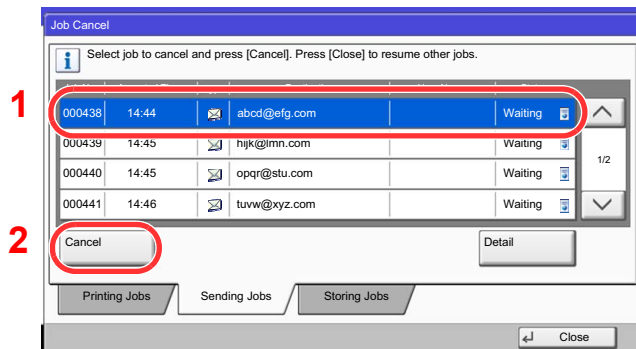 Job Cancel
Select job to cancel and press [Cancel]. Press [Close] to resume other jobs.
1
000438 14:44 abcd@efg.com Waiting
000439 14:45 hijk@lmn.com Waiting
1/2
000440 14:45 opqr@stu.com Waiting
000441 14:46 tuvw@xyz.com Waiting
2
Cancel Detail
Printing Jobs Sending Jobs Storing Jobs
Close